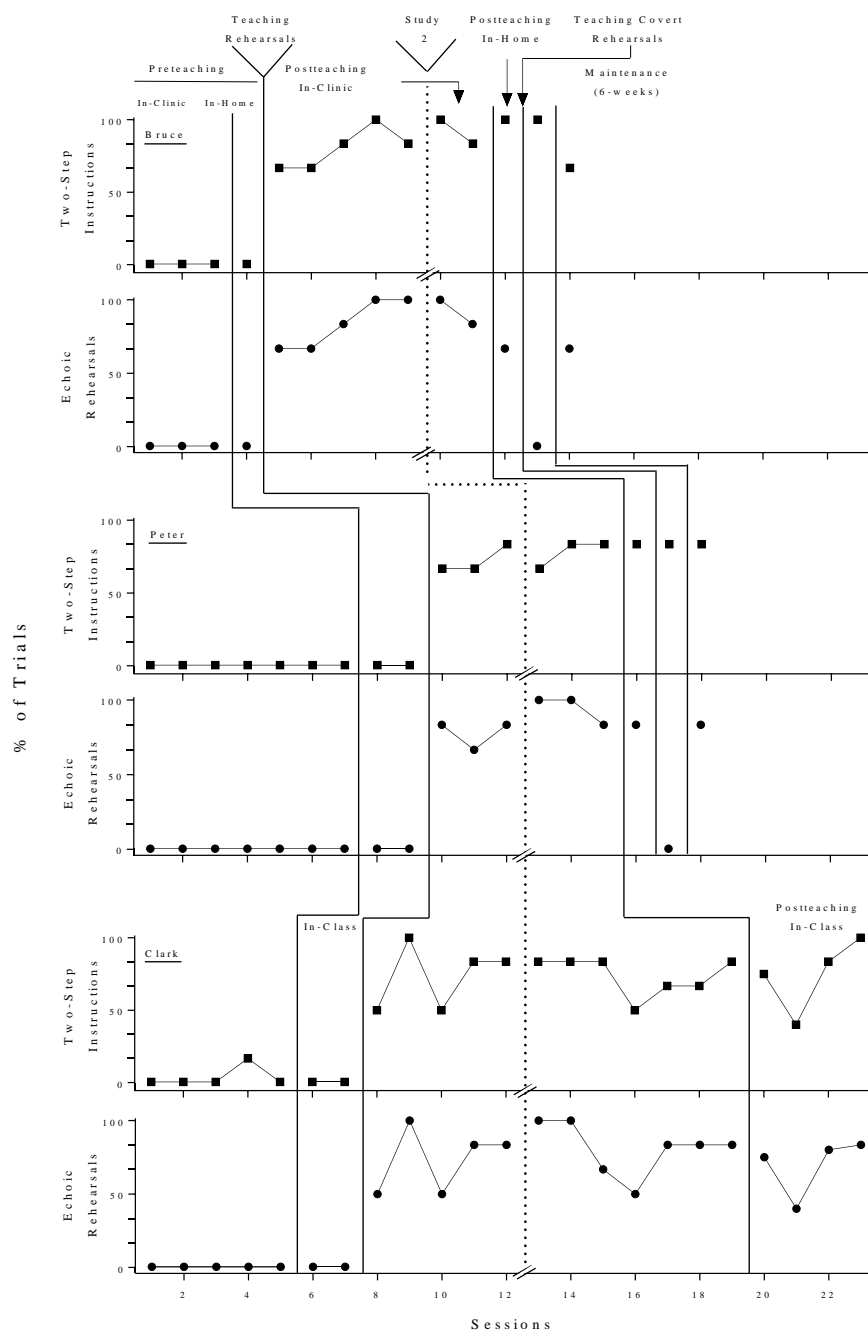 Teaching
Rehearsals
Study
2
Postteaching
In-Home
Teaching Covert
Rehearsals
Preteaching
Postteaching
In-Clinic
Maintenance
(6-weeks)
In-Clinic
In-Home
100
50
0
Bruce
Two-Step
Instructions
100
50
0
Echoic
Rehearsals
100
50
0
Peter
Two-Step
Instructions
% of Trials
100
50
0
Echoic
Rehearsals
In-Class
Postteaching
In-Class
100
50
0
Clark
Two-Step
Instructions
100
50
0
Echoic
Rehearsals
2 4 6 8 10 12 14 16 18 20 22
Sessions